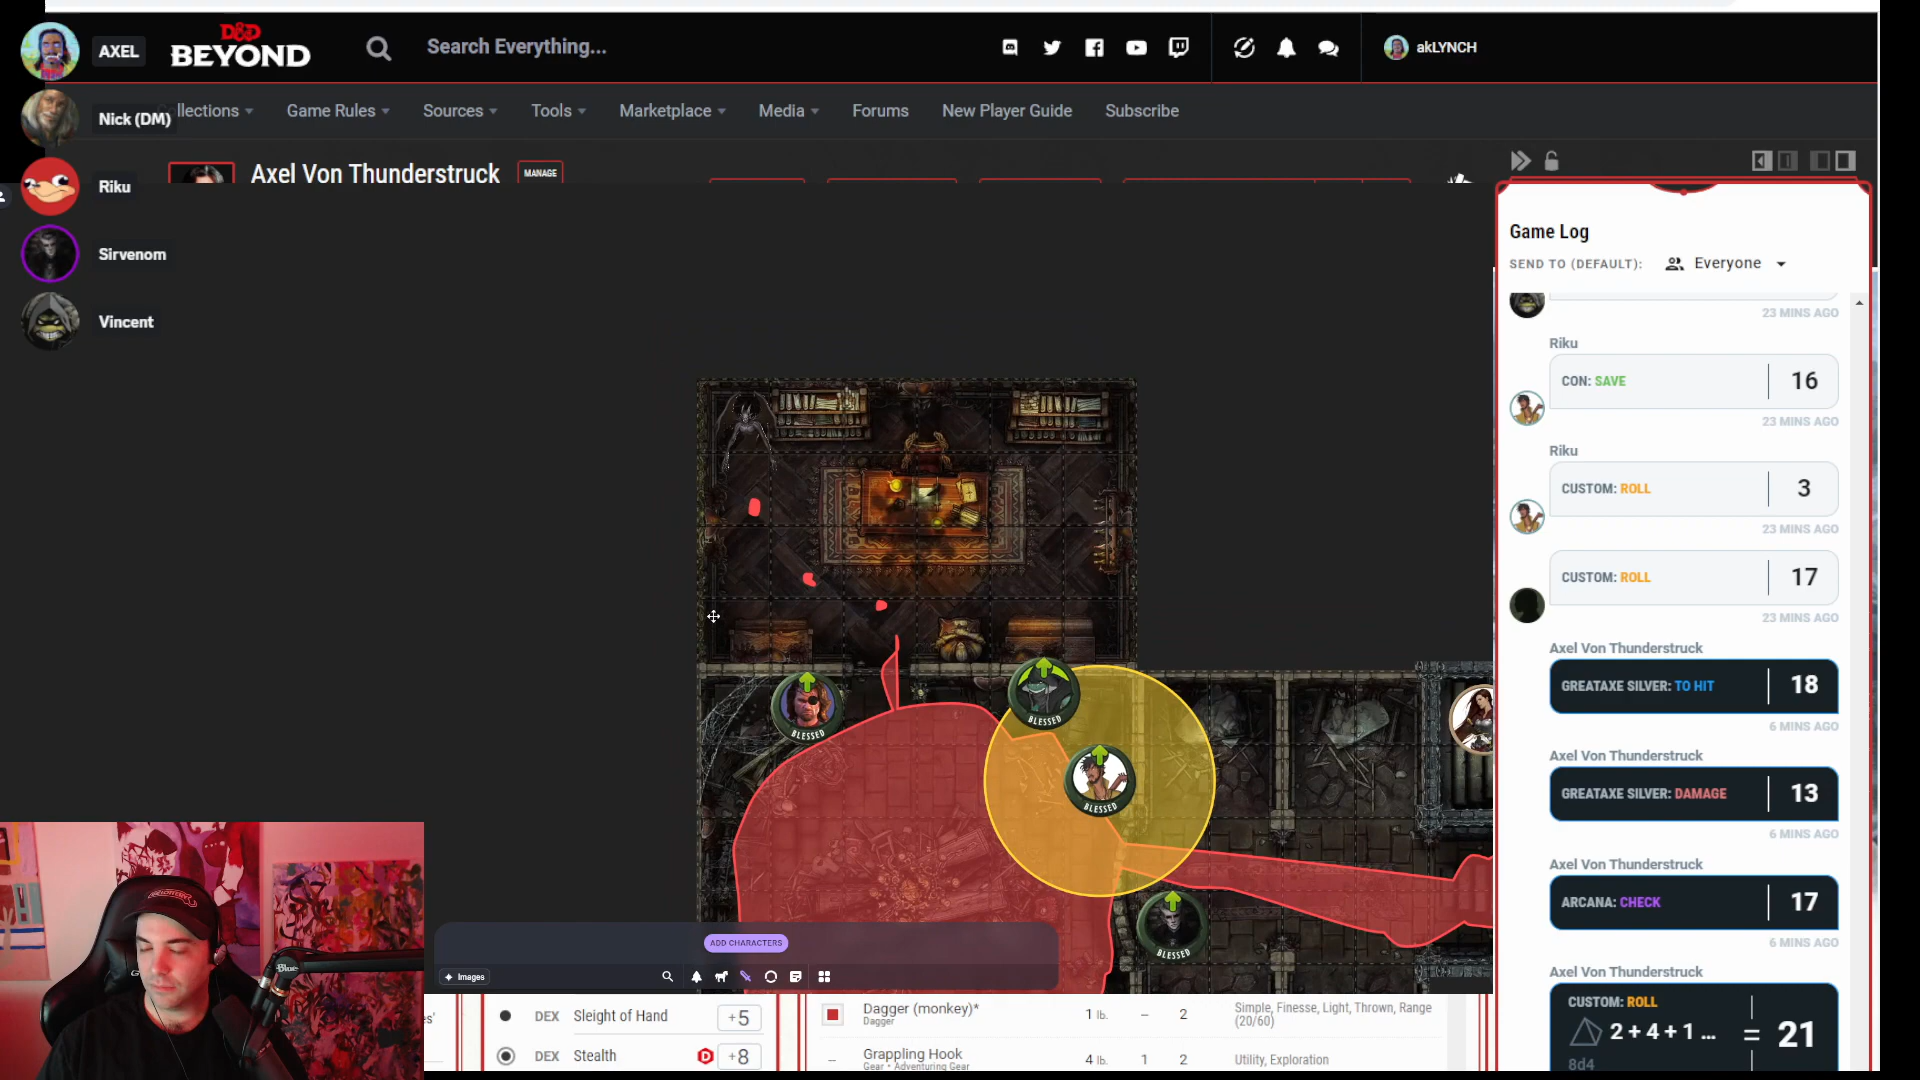 AXEL
D&D
BEYOND
Search Everything...
akLYNCH
Nick (DM)
llections
Game Rules
Sources
Tools
Marketplace
Media
Forums
New Player Guide
Subscribe
Riku
Axel Von Thunderstruck
MANAGE
Sirvenom
Vincent
Game Log
SEND TO (DEFAULT):
Everyone
23 MINS AGO
Riku
CON: SAVE
16
23 MINS AGO
Riku
CUSTOM: ROLL
3
23 MINS AGO
CUSTOM: ROLL
17
23 MINS AGO
Axel Von Thunderstruck
GREATAXE SILVER: TO HIT
18
6 MINS AGO
Axel Von Thunderstruck
GREATAXE SILVER: DAMAGE
13
6 MINS AGO
Axel Von Thunderstruck
ARCANA: CHECK
17
6 MINS AGO
Axel Von Thunderstruck
CUSTOM: ROLL
2 + 4 + 1 ...
= 21
8d4
BLESSED
BLESSED
BLESSED
BLESSED
ADD CHARACTERS
Images
es'
DEX Sleight of Hand +5
DEX Stealth +8
Dagger (monkey)*
Dagger
1 lb.
--
2
Simple, Finesse, Light, Thrown, Range
(20/60)
--
Grappling Hook
Gear • Adventuring Gear
4 lb.
1
2
Utility, Exploration